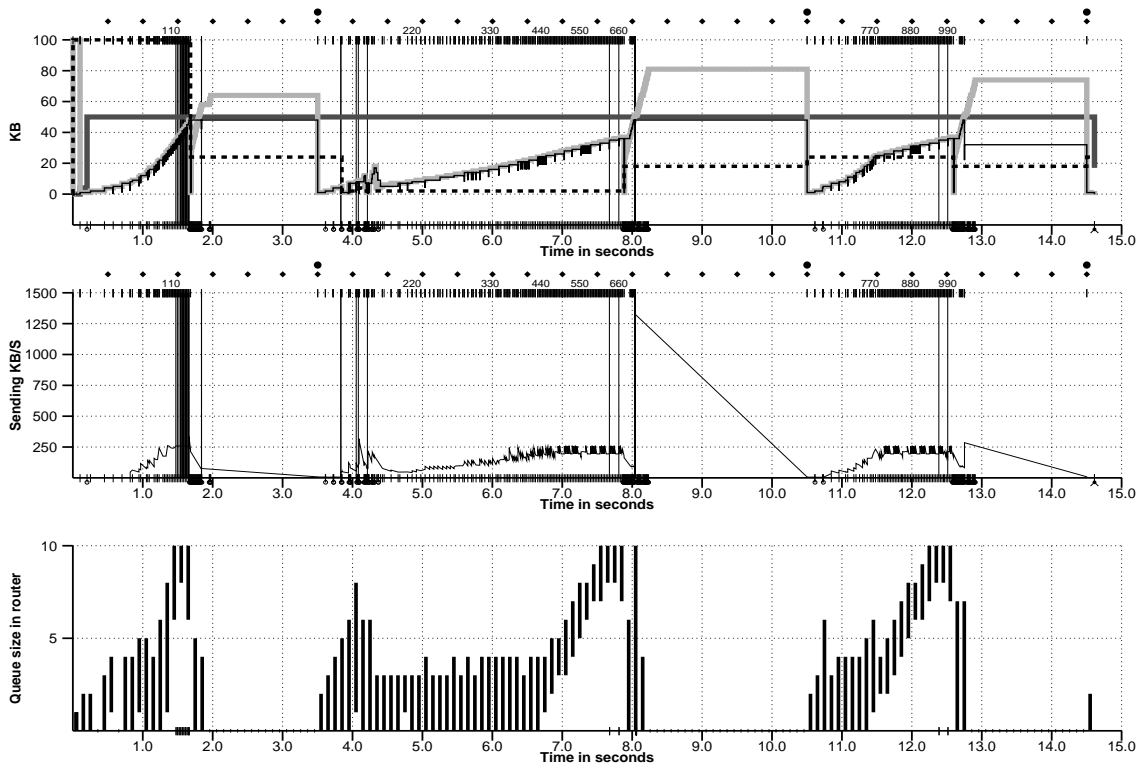 110 220 330 440 550 660 770 880 990
100
80
60
40
20
0
KB
1.0 2.0 3.0 4.0 5.0 6.0 7.0 8.0 9.0 10.0 11.0 12.0 13.0 14.0 15.0
Time in seconds
110 220 330 440 550 660 770 880 990
1500
1250
1000
750
500
250
Sending KB/S
1.0 2.0 3.0 4.0 5.0 6.0 7.0 8.0 9.0 10.0 11.0 12.0 13.0 14.0 15.0
Time in seconds
10
5
Queue size in router
1.0 2.0 3.0 4.0 5.0 6.0 7.0 8.0 9.0 10.0 11.0 12.0 13.0 14.0 15.0
Time in seconds